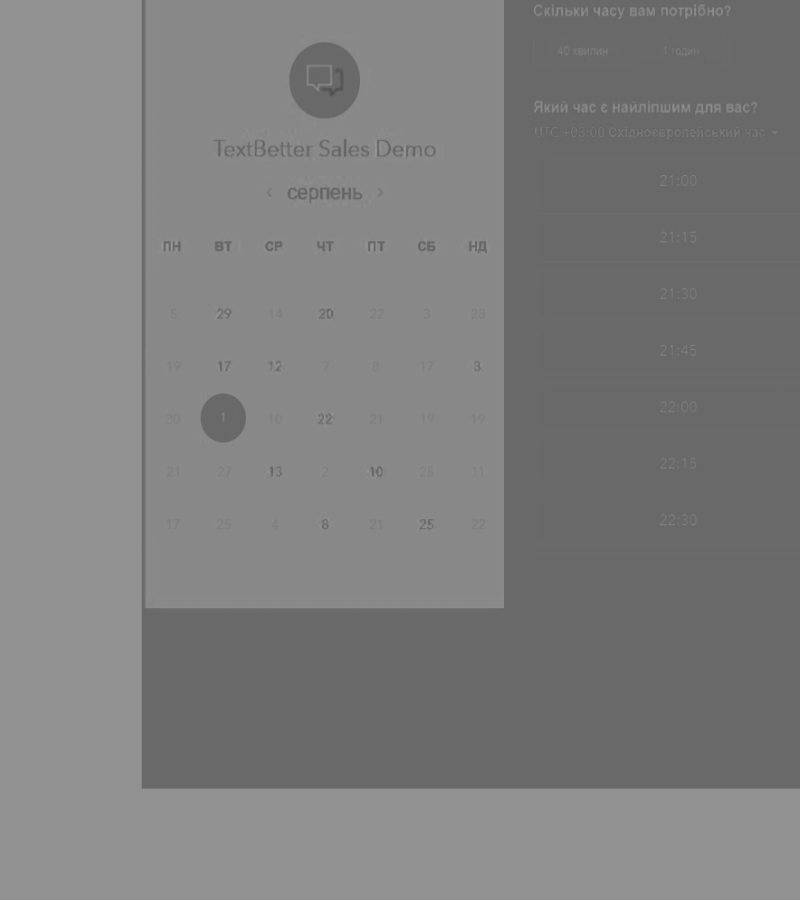 TextBetter Sales Demo
‹ серпень ›
ПН ВТ СР ЧТ ПТ СБ НД
5 29 14 20 22 3 28
19 17 12 7 8 17 3
30 1 10 22 21 19 19
21 27 13 2 10 25 11
17 25 4 8 21 25 22
Скільки часу вам потрібно?
40 хвилин 1 годин
Який час є найліпшим для вас?
UTC +03:00 Східноєвропейський час
21:00
21:15
21:30
21:45
22:00
22:15
22:30